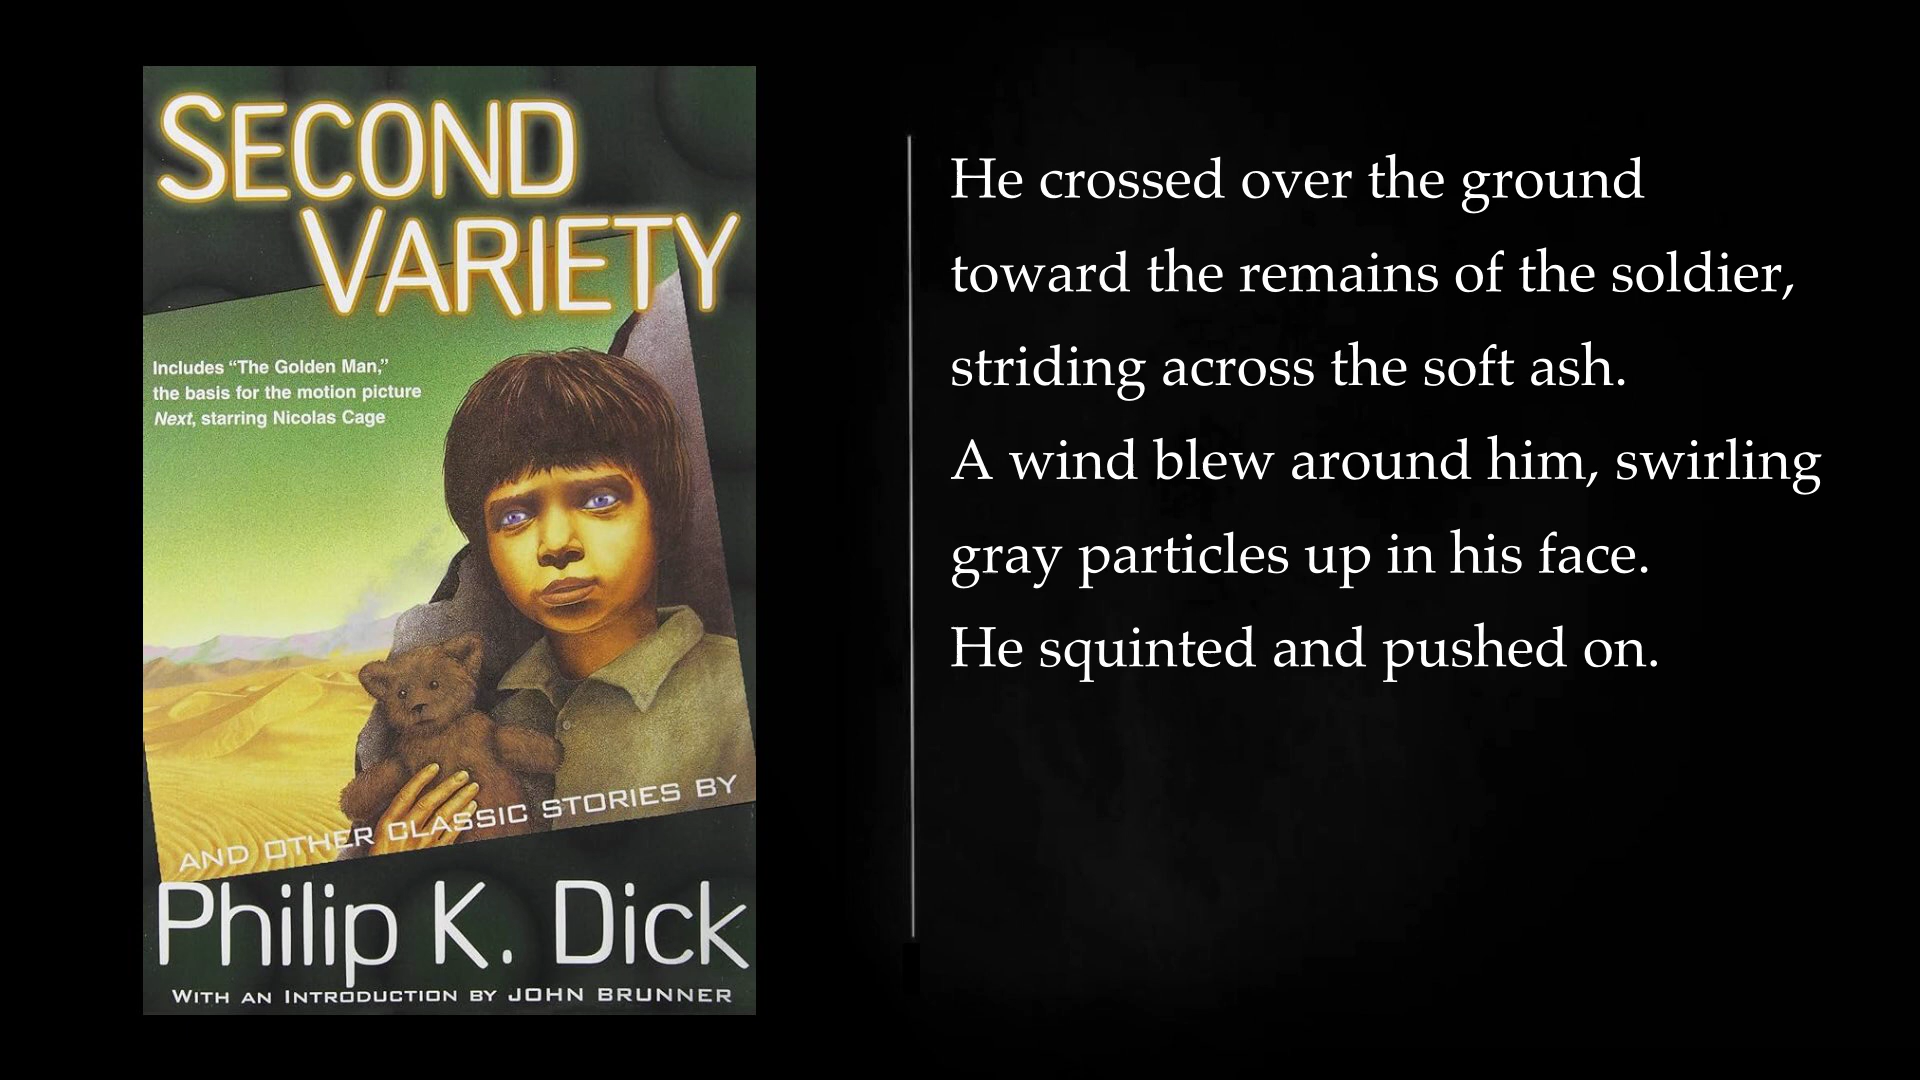 SECOND
VARIETY
Includes “The Golden Man,”
the basis for the motion picture
Next, starring Nicolas Cage
AND OTHER CLASSIC STORIES BY
Philip K. Dick
WITH AN INTRODUCTION BY JOHN BRUNNER
He crossed over the ground
toward the remains of the soldier,
striding across the soft ash.
A wind blew around him, swirling
gray particles up in his face.
He squinted and pushed on.